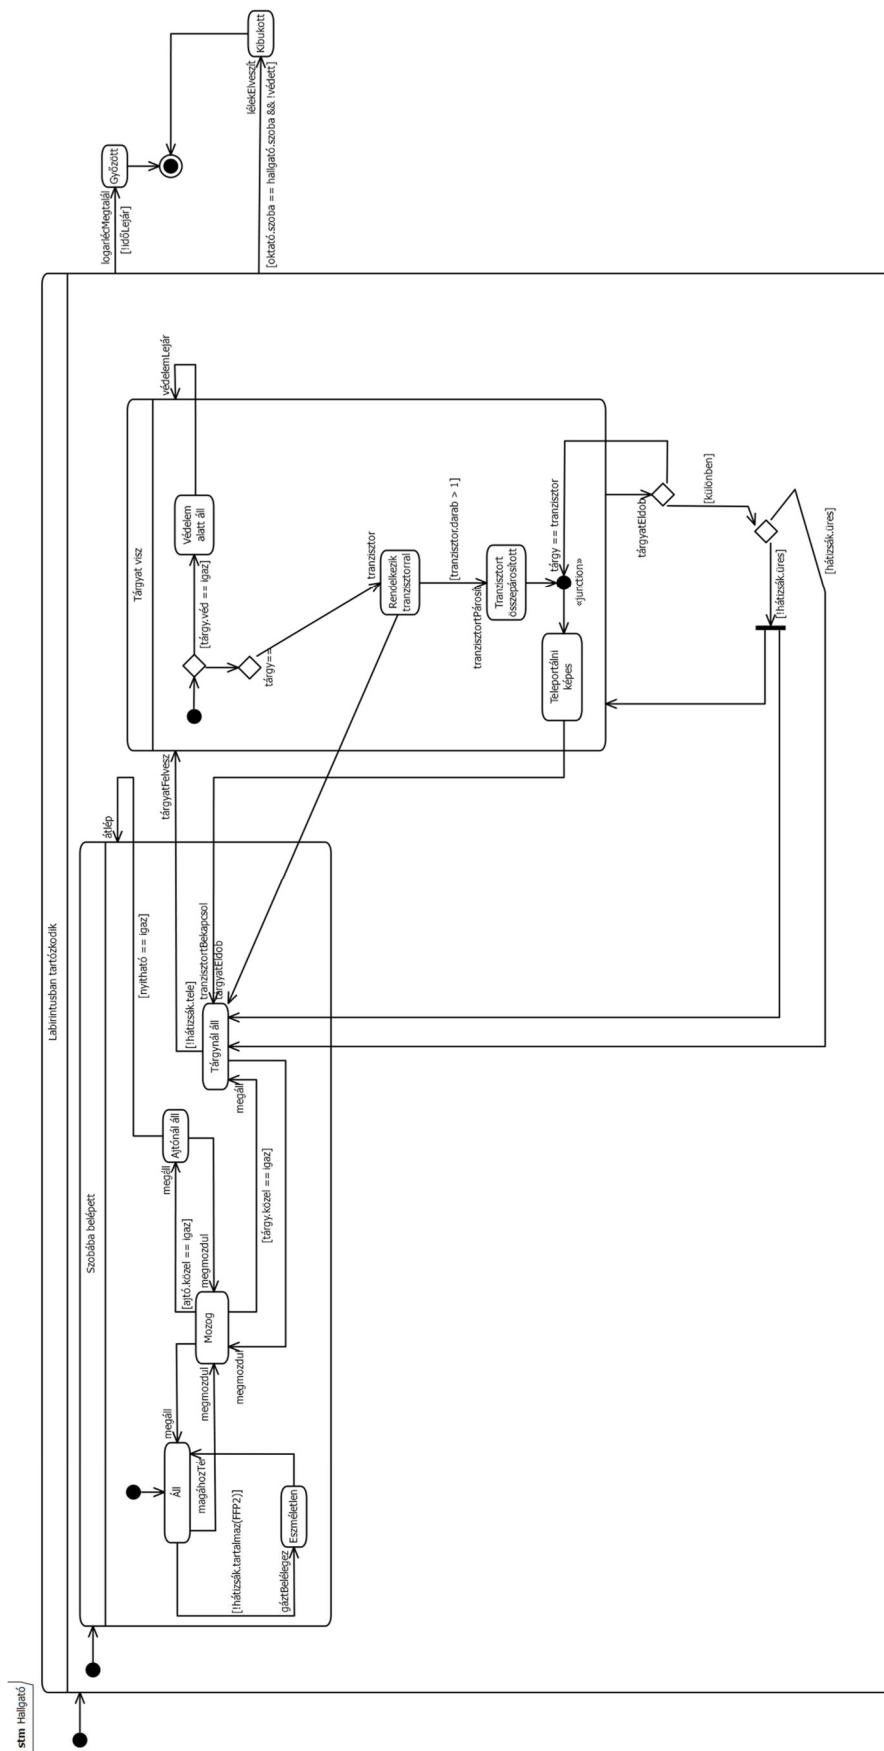 stm Hallgató
Labirintusban tartózkodik
Szobába belépett
Áll
megáll
magáhozTér
megmozdul
[!hátizsák.tartalmaz(FFP2)]
gáztBelélegez
Eszméletlen
Mozog
[ajtó.közel == igaz]
megmozdul
megmozdul
megáll
Ajtónál áll
[nyitható == igaz]
átlép
[tárgy.közel == igaz]
megáll
Tárgynál áll
[!hátizsák.tele]
tárgyatFelvesz
tranzisztortBekapcsol
tárgyatEldob
Tárgyat visz
[tárgy.véd == igaz]
Védelem
alatt áll
védelemLejár
tárgy==
tranzisztor
Rendelkezik
tranzisztorral
[tranzisztor.darab > 1]
tranzisztortPárosít
Tranzisztort
összepárosított
tárgy == tranzisztor
«junction»
Teleportálni
képes
tárgyatEldob
[különben]
[!hátizsák.üres]
[hátizsák.üres]
logarlécMegtalál
[!időLejár]
Győzött
lélekElveszít
[oktató.szoba == hallgató.szoba && !védett]
Kibukott